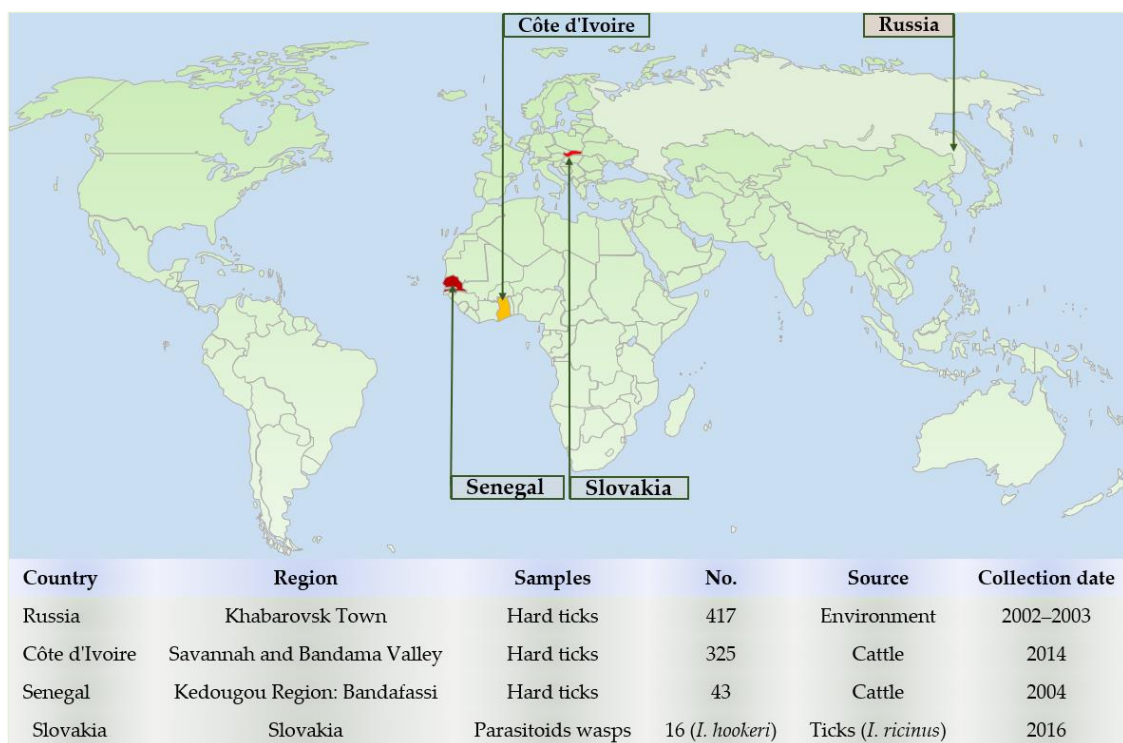 Côte d'Ivoire
Russia
Senegal
Slovakia
Country Region Samples No. Source Collection date
Russia Khabarovsk Town Hard ticks 417 Environment 2002–2003
Côte d'Ivoire Savannah and Bandama Valley Hard ticks 325 Cattle 2014
Senegal Kedougou Region: Bandafassi Hard ticks 43 Cattle 2004
Slovakia Slovakia Parasitoids wasps 16 (I. hookeri) Ticks (I. ricinus) 2016